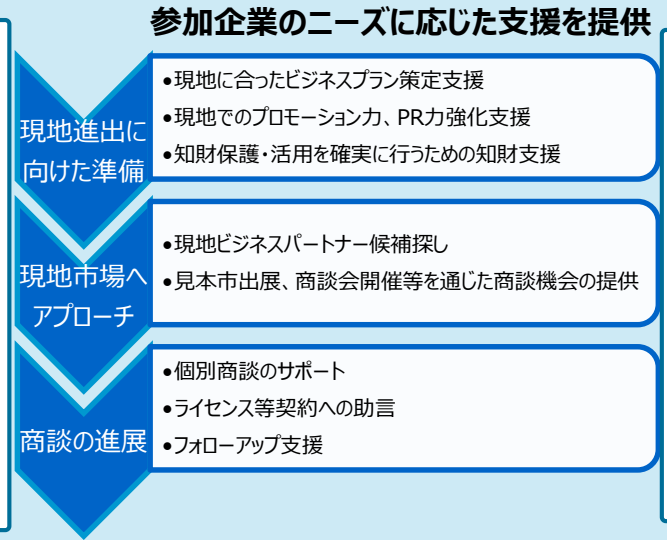 参加企業のニーズに応じた支援を提供
現地進出に
向けた準備
•現地に合ったビジネスプラン策定支援
•現地でのプロモーション力、PR力強化支援
•知財保護・活用を確実に行うための知財支援
現地市場へ
アプローチ
•現地ビジネスパートナー候補探し
•見本市出展、商談会開催等を通じた商談機会の提供
商談の進展
•個別商談のサポート
•ライセンス等契約への助言
•フォローアップ支援